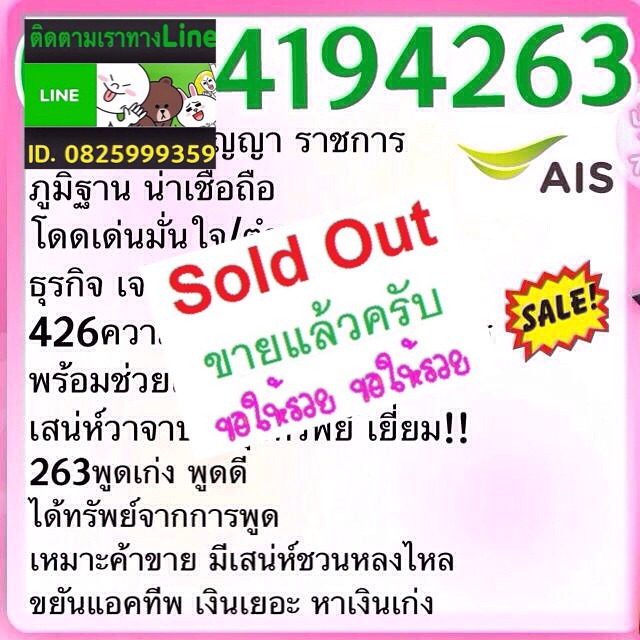 ติดตามเราทางLine
4194263
LINE
ID. 0825999359
ราชการ
AIS
ภูมิฐาน น่าเชื่อถือ
โดดเด่นมั่นใจ/
Sold Out
ธุรกิจ
SALE!
ขายแล้วครับ
426
พร้อมช่วย
ขอให้รวย ขอให้รวย
เสน่ห์วาจา เยี่ยม!!
263พูดเก่ง พูดดี
ได้ทรัพย์จากการพูด
เหมาะค้าขาย มีเสน่ห์ชวนหลงไหล
ขยันแอคทีพ เงินเยอะ หาเงินเก่ง